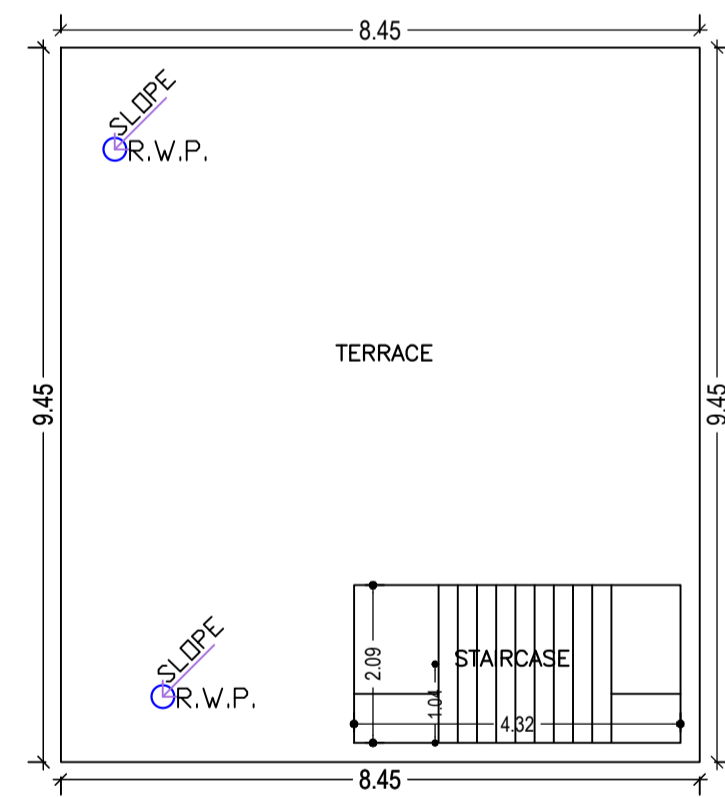 8.45
SLOPE
R.W.P.
TERRACE
9.45
9.45
SLOPE
R.W.P.
STAIRCASE
2.09
1.04
4.32
8.45